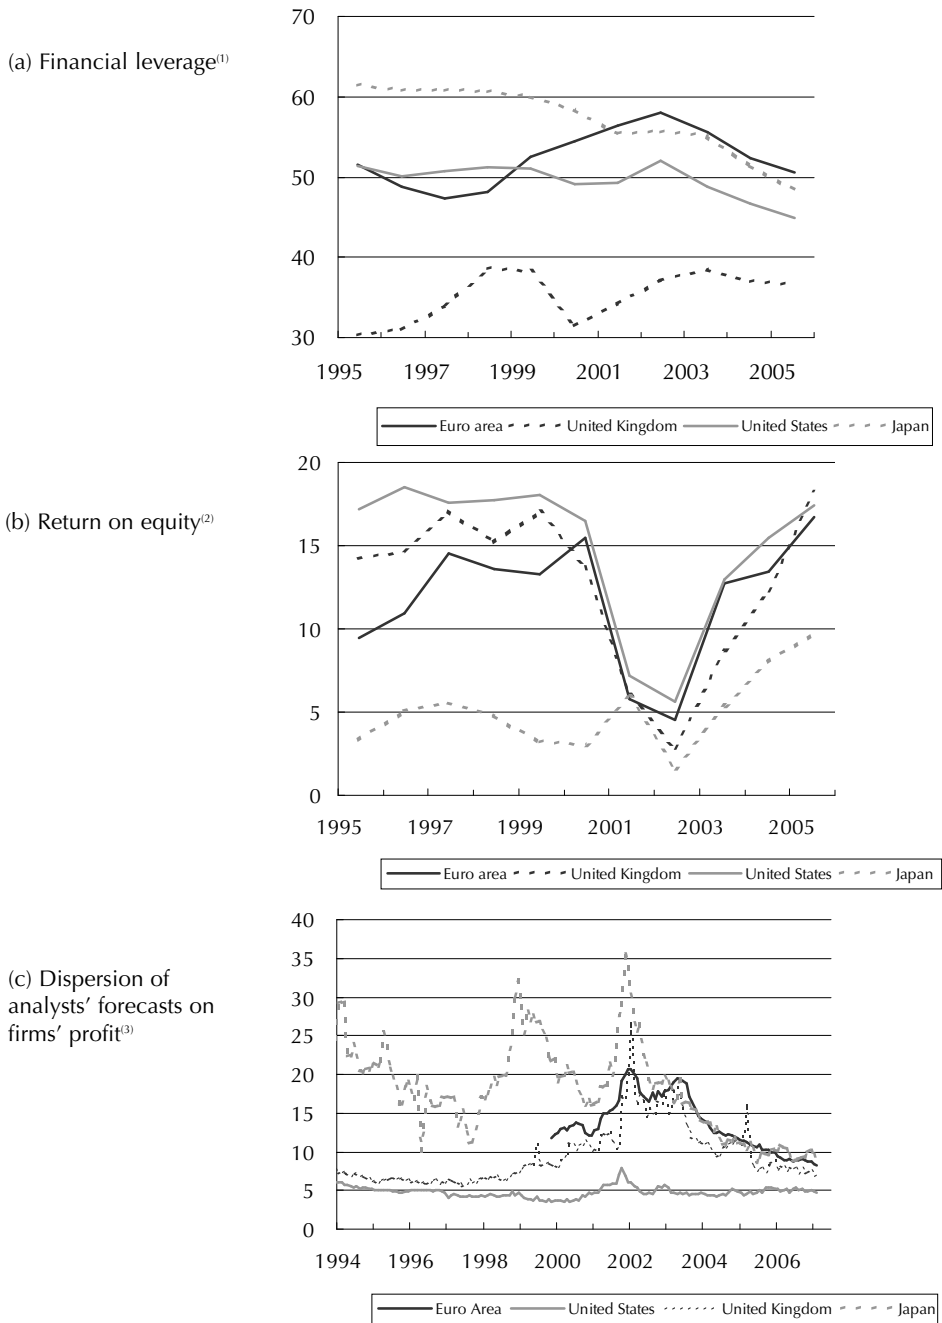 (a) Financial leverage(1)
70
60
50
40
30
1995 1997 1999 2001 2003 2005
Euro area United Kingdom United States Japan
(b) Return on equity(2)
20
15
10
5
0
1995 1997 1999 2001 2003 2005
Euro area United Kingdom United States Japan
(c) Dispersion of
analysts’ forecasts on
firms’ profit(3)
40
35
30
25
20
15
10
5
0
1994 1996 1998 2000 2002 2004 2006
Euro Area United States United Kingdom Japan